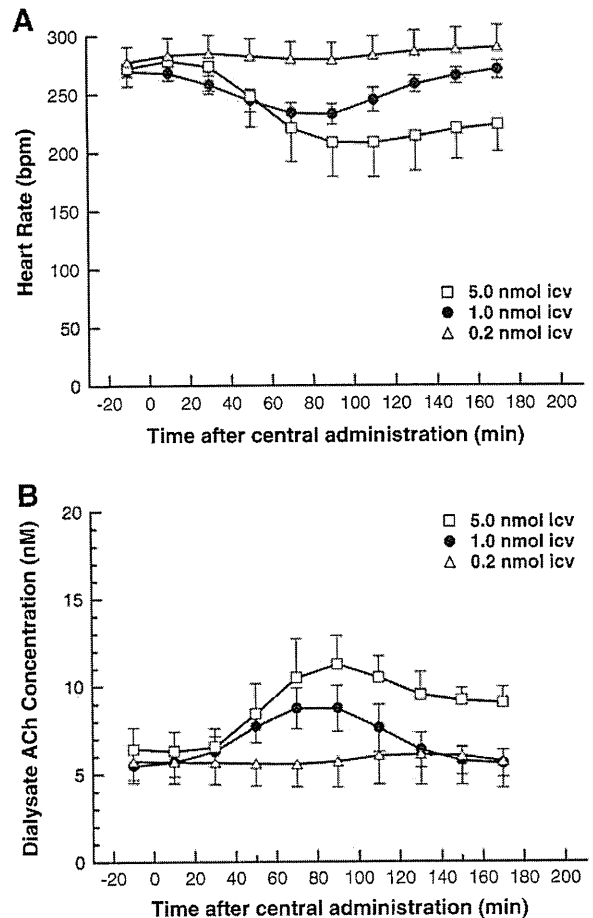 A
300
250
200
150
100
50
0
Heart Rate (bpm)
5.0 nmol icv
1.0 nmol icv
0.2 nmol icv
-20 0 20 40 60 80 100 120 140 160 180 200
Time after central administration (min)
B
20
15
10
5
0
Dialysate ACh Concentration (nM)
5.0 nmol icv
1.0 nmol icv
0.2 nmol icv
-20 0 20 40 60 80 100 120 140 160 180 200
Time after central administration (min)